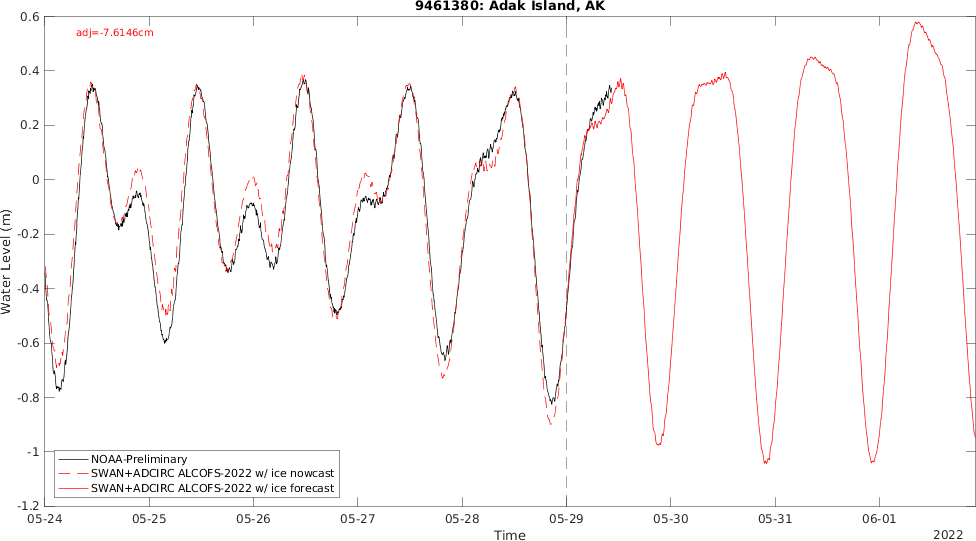 9461380: Adak Island, AK
adj=-7.6146cm
0.6
0.4
0.2
0
-0.2
-0.4
-0.6
-0.8
-1
-1.2
Water Level (m)
NOAA-Preliminary
SWAN+ADCIRC ALCOFS-2022 w/ ice nowcast
SWAN+ADCIRC ALCOFS-2022 w/ ice forecast
05-24 05-25 05-26 05-27 05-28 05-29 05-30 05-31 06-01
Time
2022